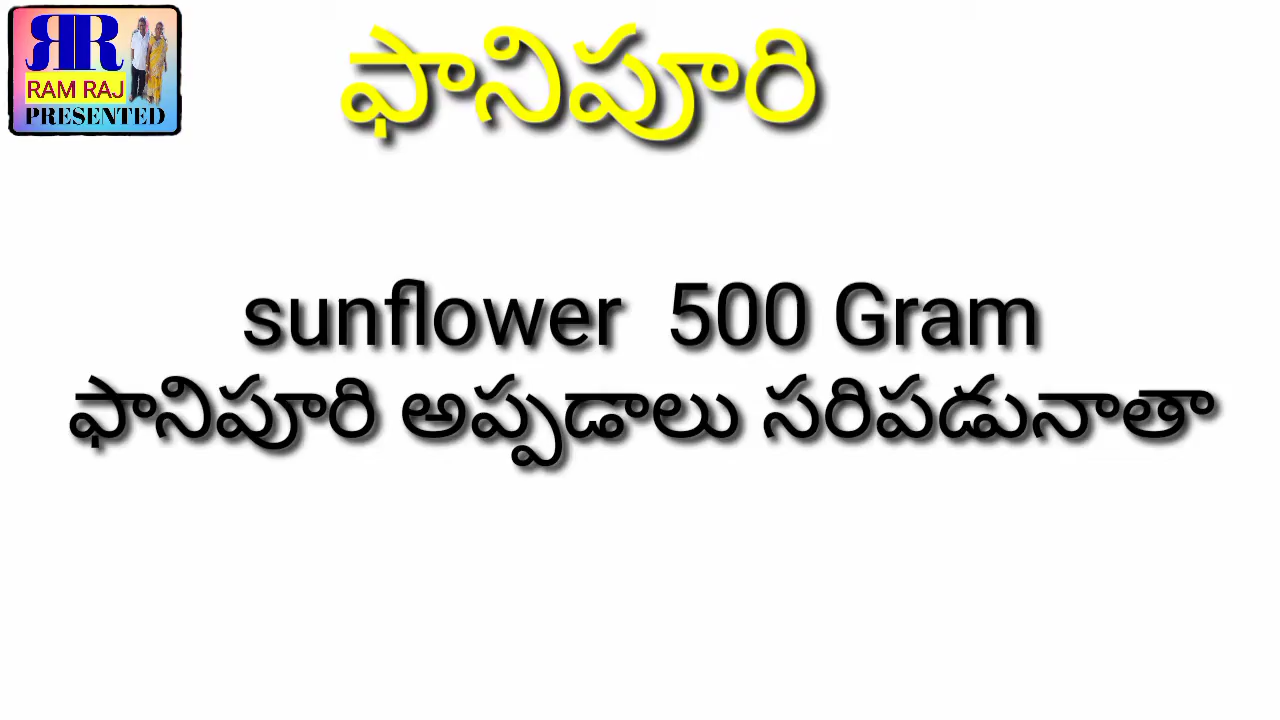 RR
RAM RAJ
PRESENTED
ఫానిపూరి
sunflower 500 Gram
ఫానిపూరి అప్పడాలు సరిపడునాతా